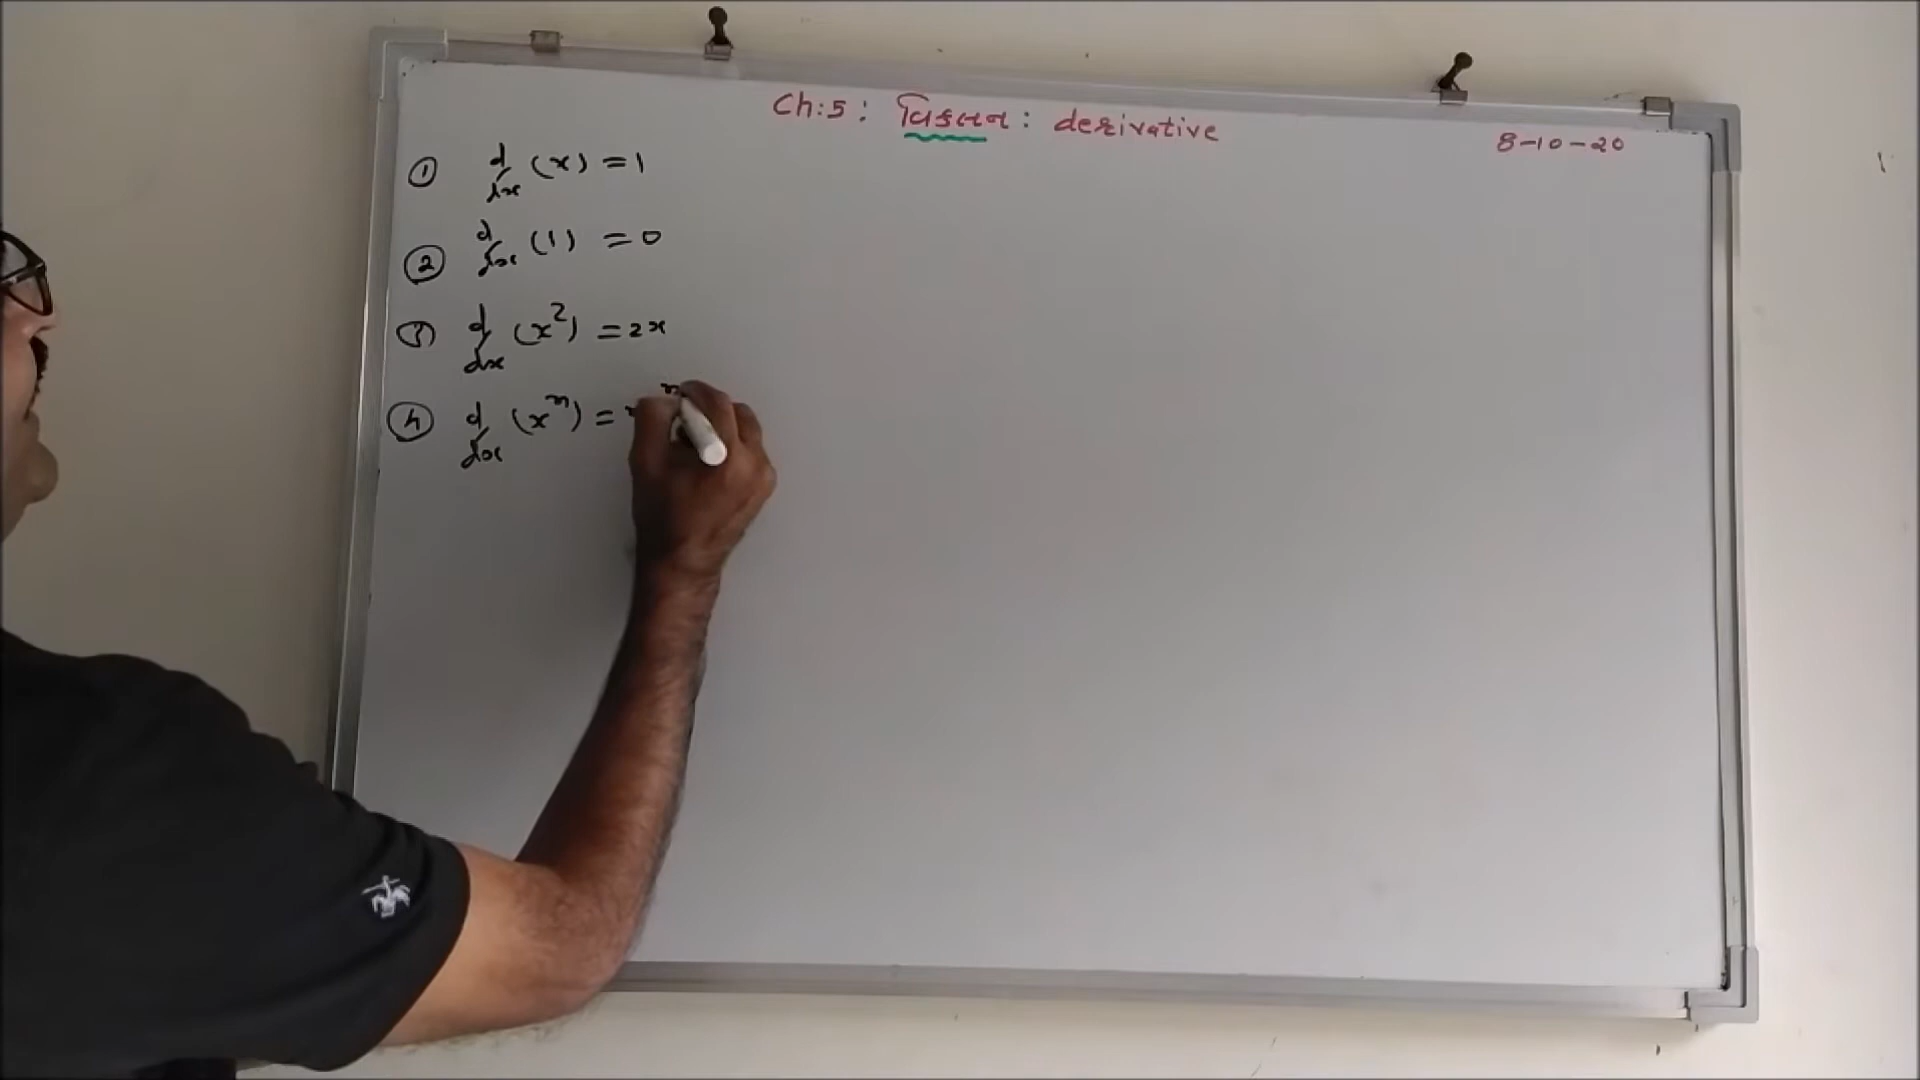 Ch:5: વિકલન: derivative
8-10-20
① d/dx (x) = 1
② d/dx (1) = 0
③ d/dx (x²) = 2x
④ d/dx (xⁿ) =